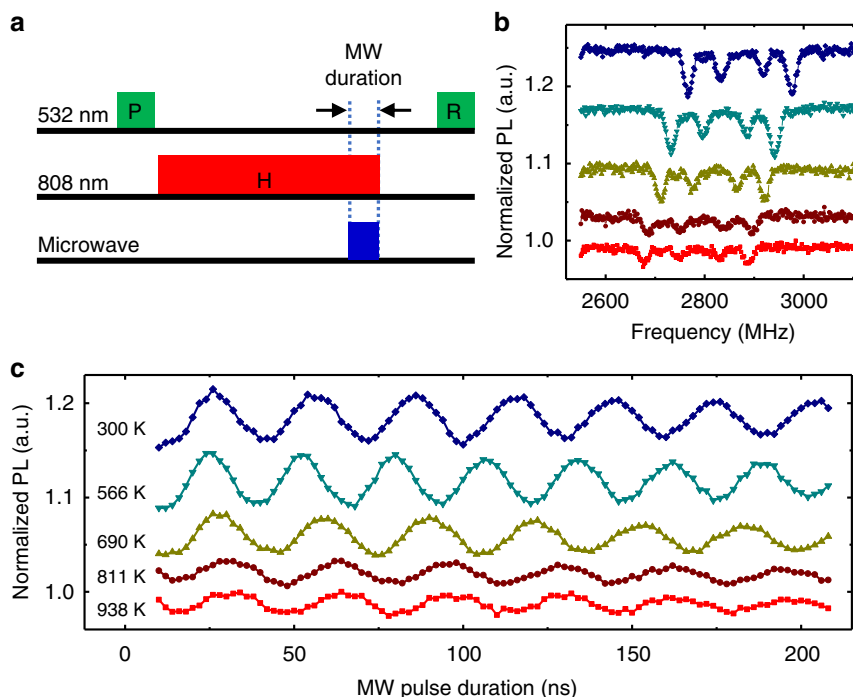 a
MW
duration
532 nm
P
R
808 nm
H
Microwave
b
Normalized PL (a.u.)
1.2
1.1
1.0
2600
2800
3000
Frequency (MHz)
c
Normalized PL (a.u.)
1.2
1.1
1.0
300 K
566 K
690 K
811 K
938 K
0
50
100
150
200
MW pulse duration (ns)